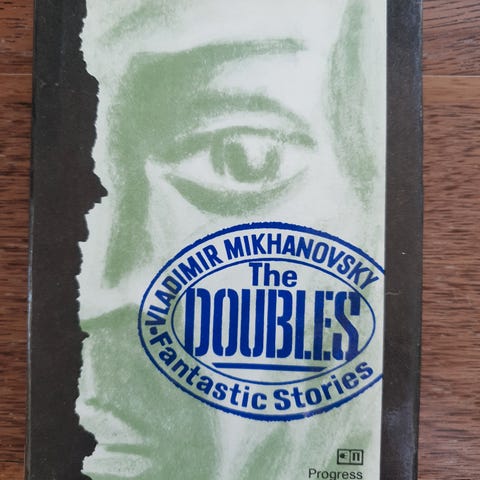 VLADIMIR MIKHANOVSKY
The
DOUBLES
Fantastic Stories
Progress